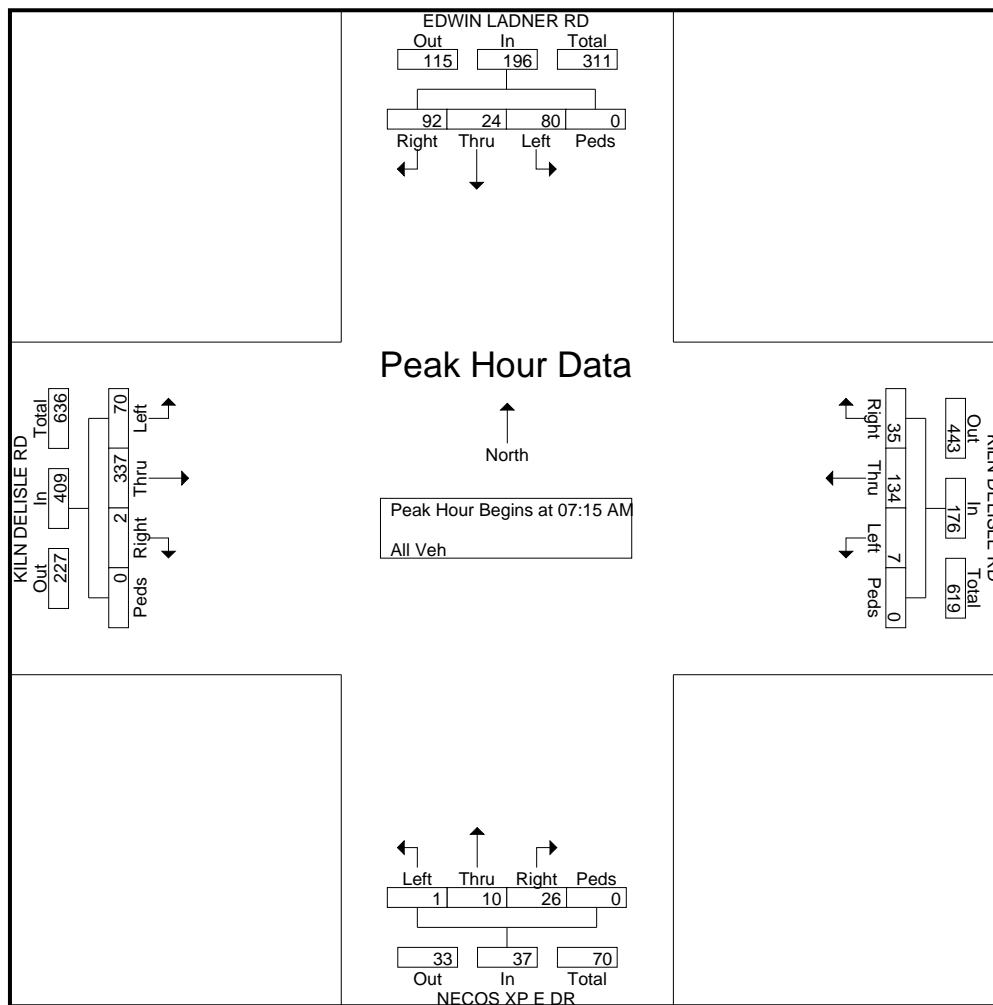 EDWIN LADNER RD
Out In Total
115 196 311
92 24 80 0
Right Thru Left Peds
Peak Hour Data
North
Peak Hour Begins at 07:15 AM
All Veh
KILN DELISLE RD
Out In Total
227 409 636
70 337 2 0
Left Thru Right Peds
KILN DELISLE RD
Out In Total
443 176 619
35 134 7 0
Right Thru Left Peds
Left Thru Right Peds
1 10 26 0
33 37 70
Out In Total
NECOS XP E DR